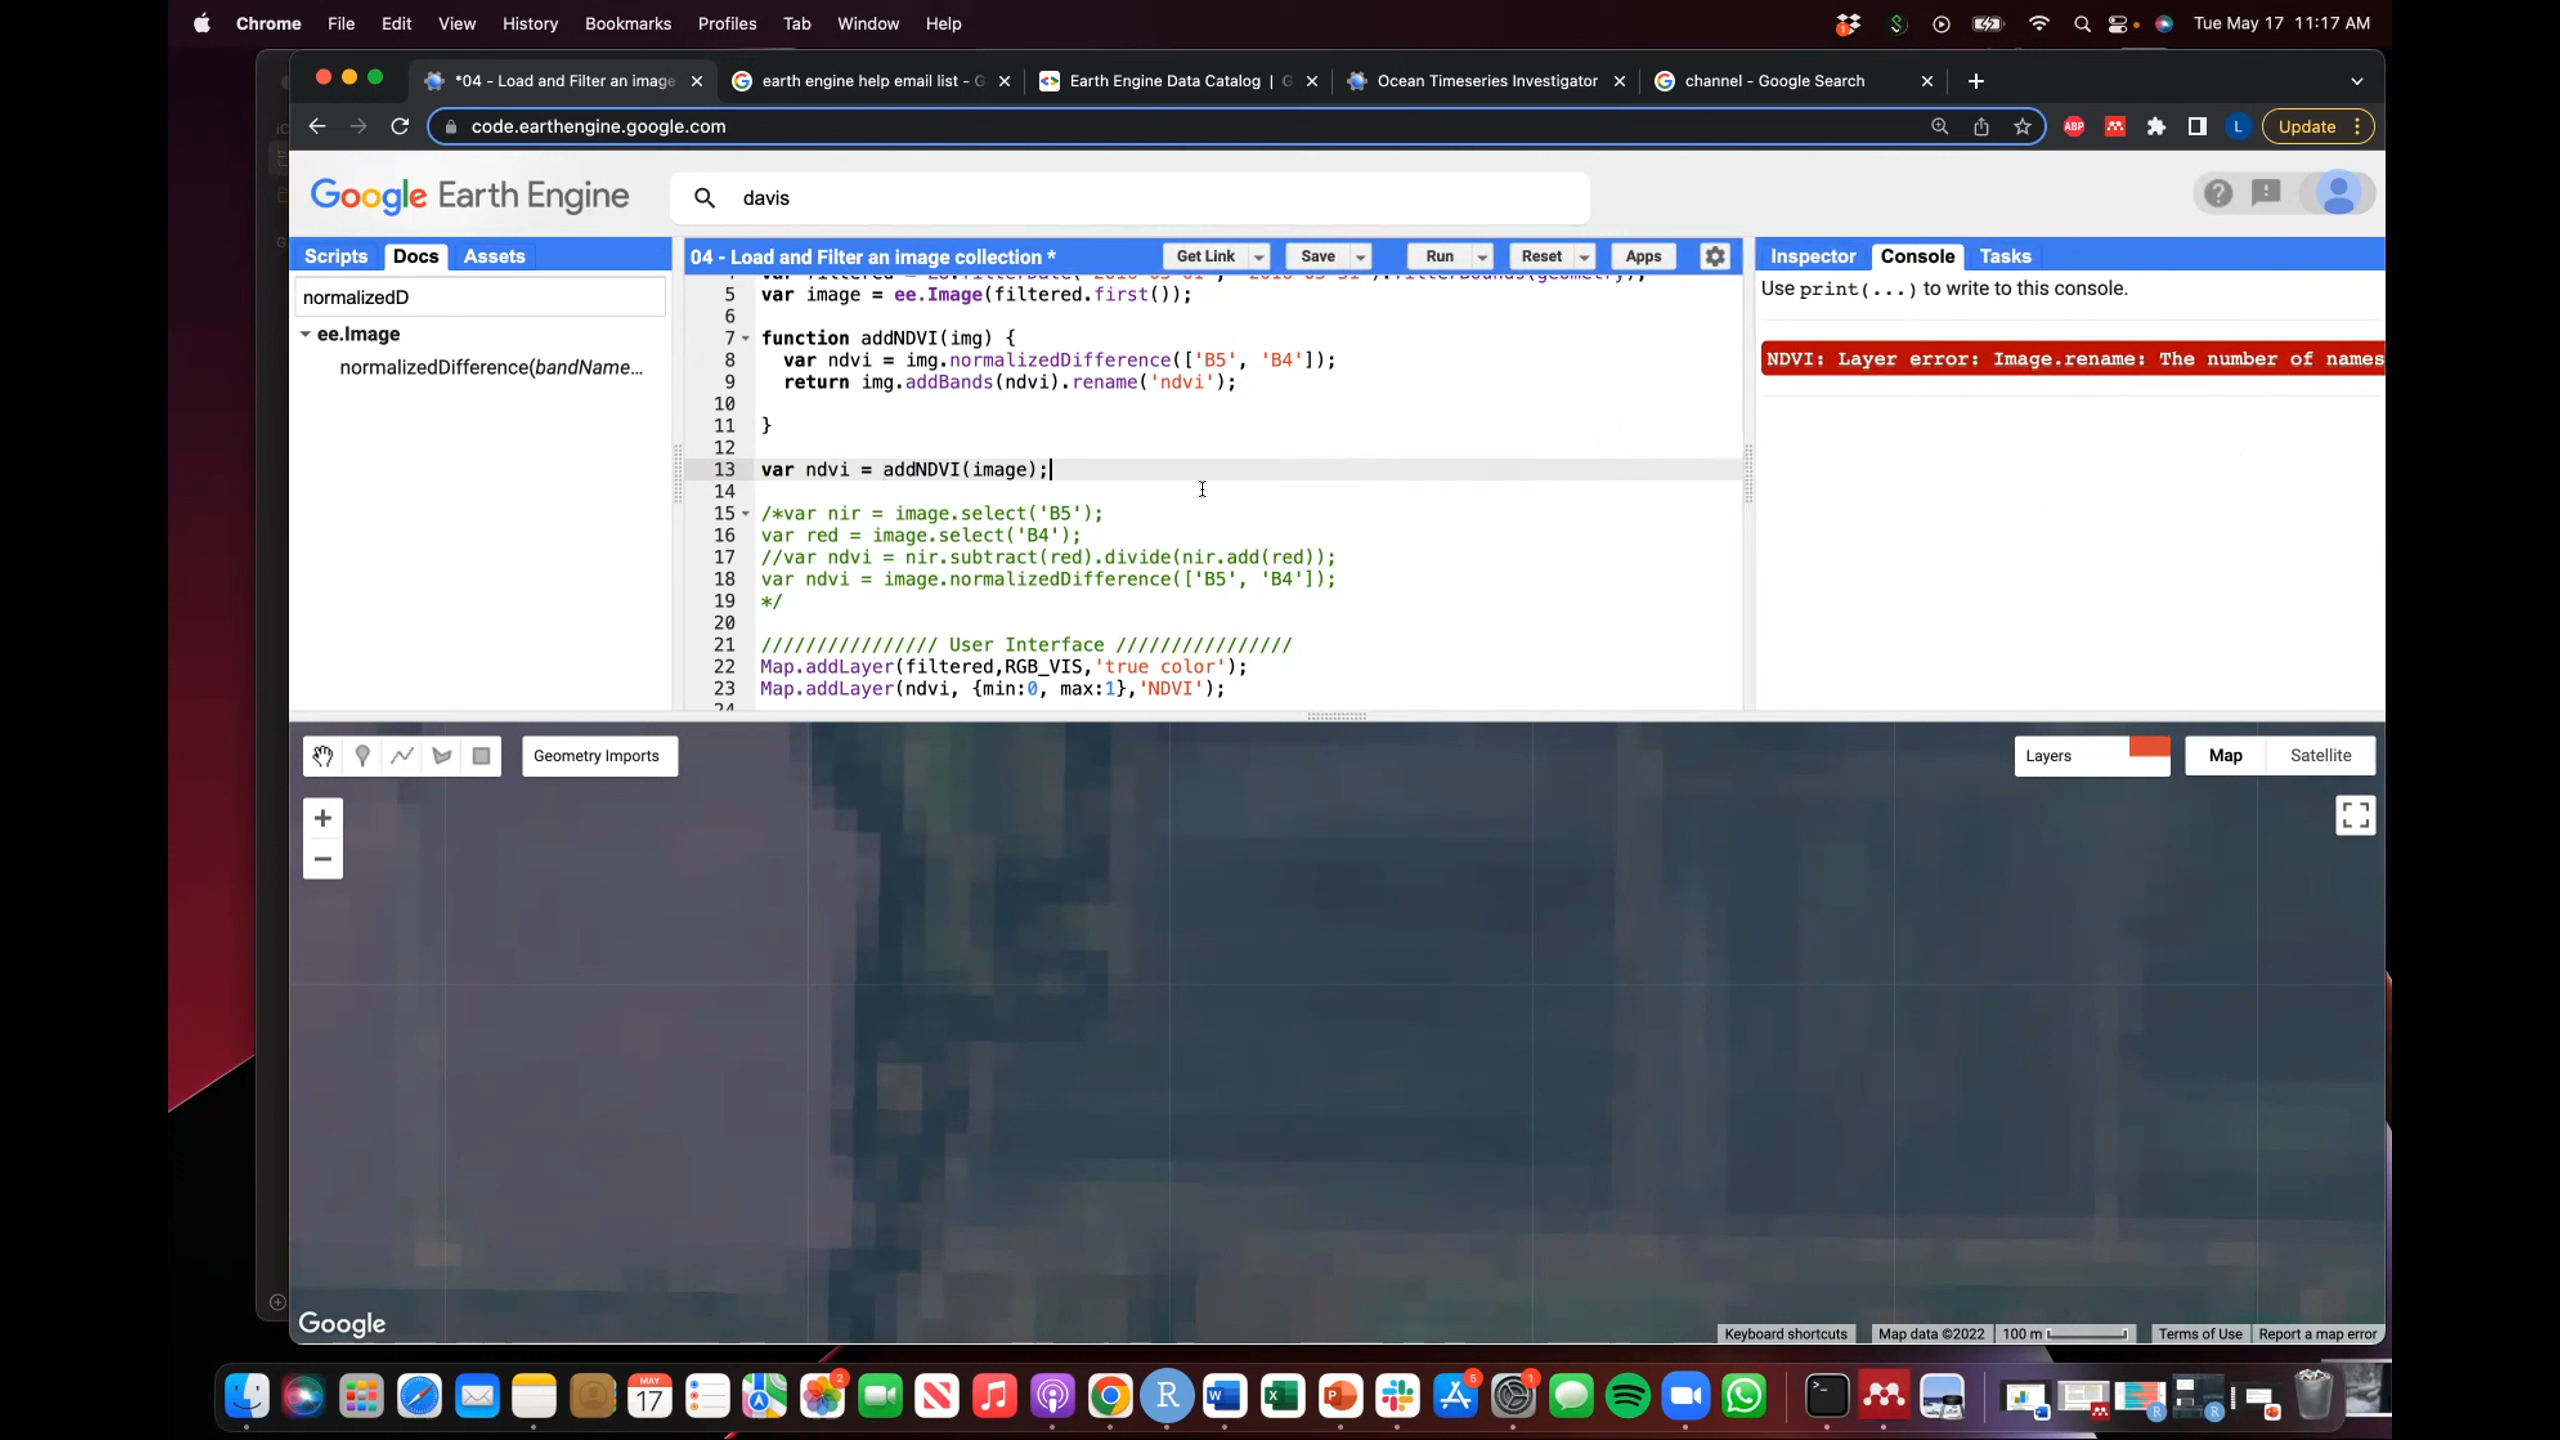 Chrome File Edit View History Bookmarks Profiles Tab Window Help
Tue May 17 11:17 AM
*04 - Load and Filter an image
earth engine help email list - G
Earth Engine Data Catalog | G
Ocean Timeseries Investigator
channel - Google Search
code.earthengine.google.com
ABP
L
Update
Google Earth Engine
davis
Scripts Docs Assets
04 - Load and Filter an image collection *
Get Link Save Run Reset Apps
Inspector Console Tasks
normalizedD
ee.Image
normalizedDifference(bandName...
5 var image = ee.Image(filtered.first());
6
7 function addNDVI(img) {
8 var ndvi = img.normalizedDifference(['B5', 'B4']);
9 return img.addBands(ndvi).rename('ndvi');
10
11 }
12
13 var ndvi = addNDVI(image);
14
15 /*var nir = image.select('B5');
16 var red = image.select('B4');
17 //var ndvi = nir.subtract(red).divide(nir.add(red));
18 var ndvi = image.normalizedDifference(['B5', 'B4']);
19 */
20
21 //////////////// User Interface ////////////////
22 Map.addLayer(filtered,RGB_VIS,'true color');
23 Map.addLayer(ndvi, {min:0, max:1},'NDVI');
24
Use print(...) to write to this console.
NDVI: Layer error: Image.rename: The number of names
Geometry Imports
Layers
Map Satellite
+
−
Google
Keyboard shortcuts
Map data ©2022
100 m
Terms of Use
Report a map error
2
MAY
17
R
W
X
P
5
1